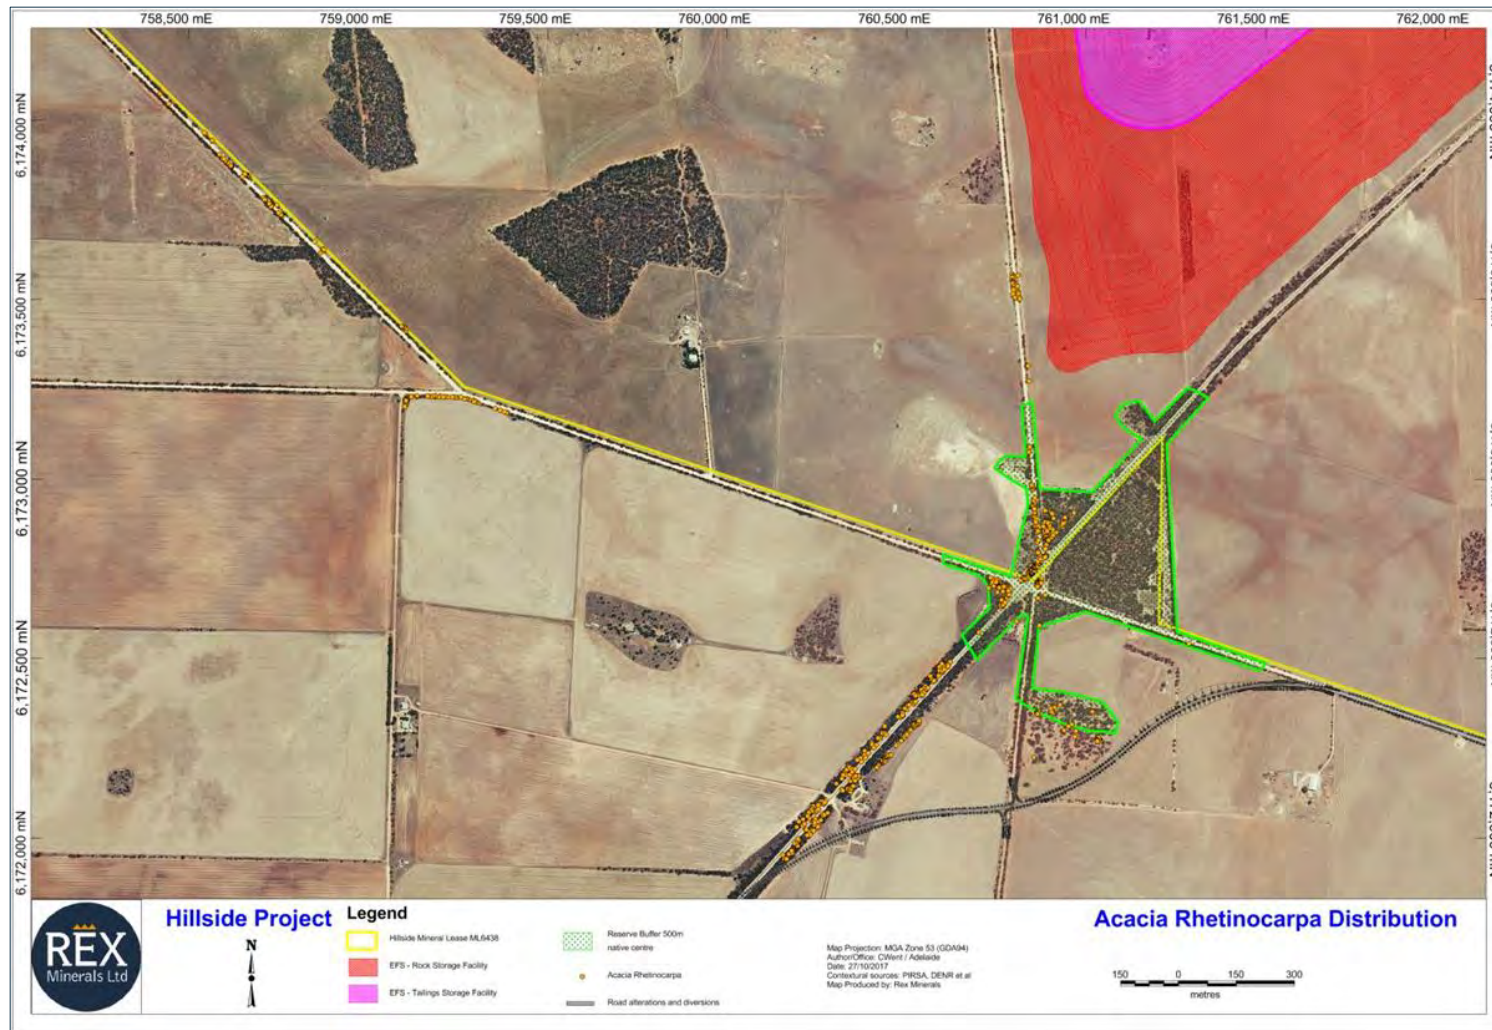 758,500 mE 759,000 mE 759,500 mE 760,000 mE 760,500 mE 761,000 mE 761,500 mE 762,000 mE
6,174,000 mN
6,173,500 mN
6,173,000 mN
6,172,500 mN
6,172,000 mN
REX
Minerals Ltd
Hillside Project
N
Legend
Hillside Mineral Lease ML6438
EFS - Rock Storage Facility
EFS - Tailings Storage Facility
Reserve Buffer 500m
native centre
Acacia Rhetinocarpa
Road alterations and diversions
Map Projection: MGA Zone 53 (GDA94)
Author/Office: CWent / Adelaide
Date: 27/10/2017
Contextural sources: PIRSA, DENR et al
Map Produced by: Rex Minerals
Acacia Rhetinocarpa Distribution
150 0 150 300
metres